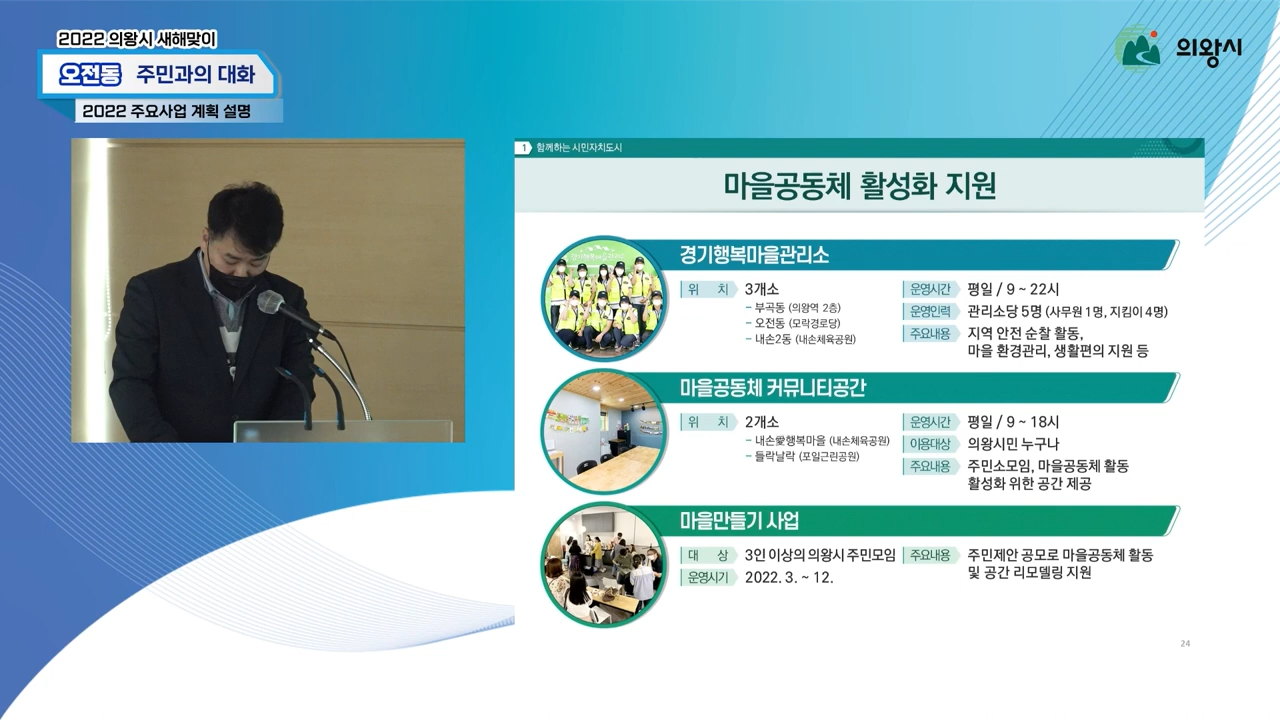 2022 의왕시 새해맞이
오전동 주민과의 대화
2022 주요사업 계획 설명
의왕시
1 함께하는 시민자치도시
마을공동체 활성화 지원
경기행복마을관리소
위 치 3개소
- 부곡동 (의왕역 2층)
- 오전동 (모락경로당)
- 내손2동 (내손체육공원)
운영시간 평일 / 9 ~ 22시
운영인력 관리소당 5명 (사무원 1명, 지킴이 4명)
주요내용 지역 안전 순찰 활동,
마을 환경관리, 생활편의 지원 등
마을공동체 커뮤니티공간
위 치 2개소
- 내손愛행복마을 (내손체육공원)
- 들락날락 (포일근린공원)
운영시간 평일 / 9 ~ 18시
이용대상 의왕시민 누구나
주요내용 주민소모임, 마을공동체 활동
활성화 위한 공간 제공
마을만들기 사업
대 상 3인 이상의 의왕시 주민모임
운영시기 2022. 3. ~ 12.
주요내용 주민제안 공모로 마을공동체 활동
및 공간 리모델링 지원
24